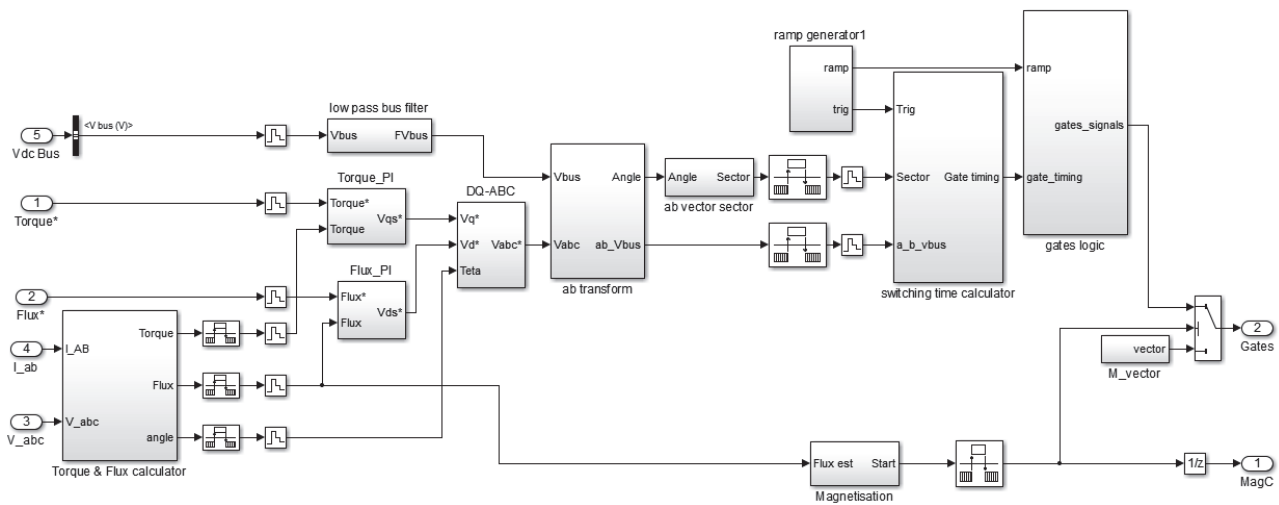 ramp generator1
ramp
trig
ramp
gates_signals
gate_timing
gates logic
5
Vdc Bus
<V bus (V)>
low pass bus filter
Vbus
FVbus
1
Torque*
Torque_PI
Torque*
Torque
Vqs*
DQ-ABC
Vq*
Vd*
Teta
Vabc*
Vbus
Vabc
Angle
ab_Vbus
ab transform
Angle
Sector
ab vector sector
Trig
Sector
a_b_vbus
Gate timing
switching time calculator
2
Flux*
Flux_PI
Flux*
Flux
Vds*
4
I_ab
3
V_abc
I_AB
V_abc
Torque
Flux
angle
Torque & Flux calculator
vector
M_vector
2
Gates
Flux est
Start
Magnetisation
1/z
1
MagC